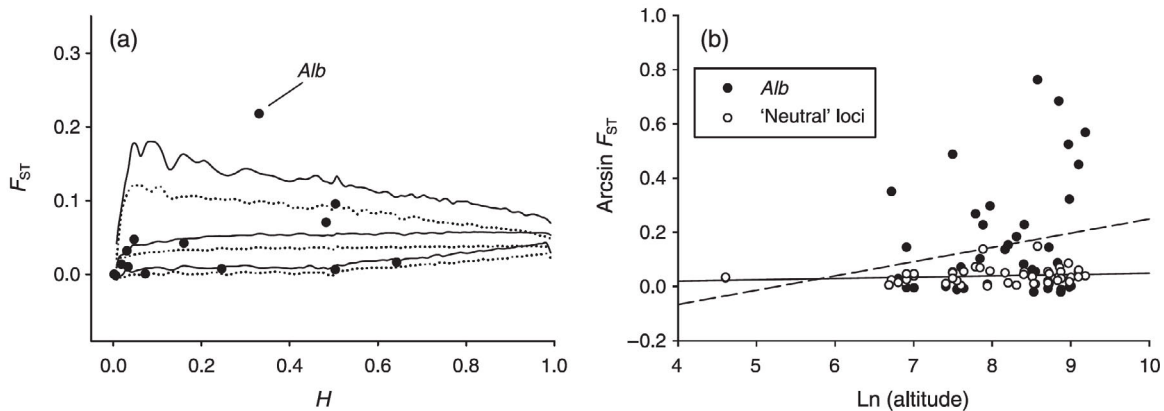 (a)
Alb
0.3
0.2
0.1
0.0
F_ST
0.0 0.2 0.4 0.6 0.8 1.0
H
(b)
Alb
'Neutral' loci
1.0
0.8
0.6
0.4
0.2
0.0
−0.2
Arcsin F_ST
4 5 6 7 8 9 10
Ln (altitude)